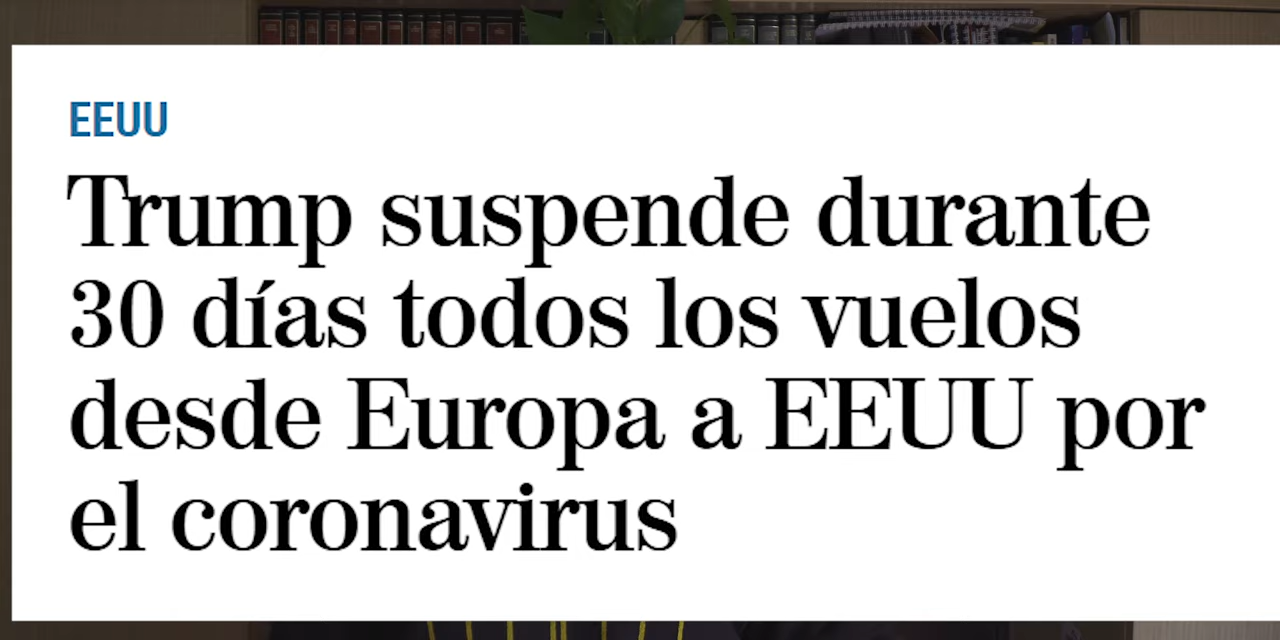 EEUU
Trump suspende durante
30 días todos los vuelos
desde Europa a EEUU por
el coronavirus